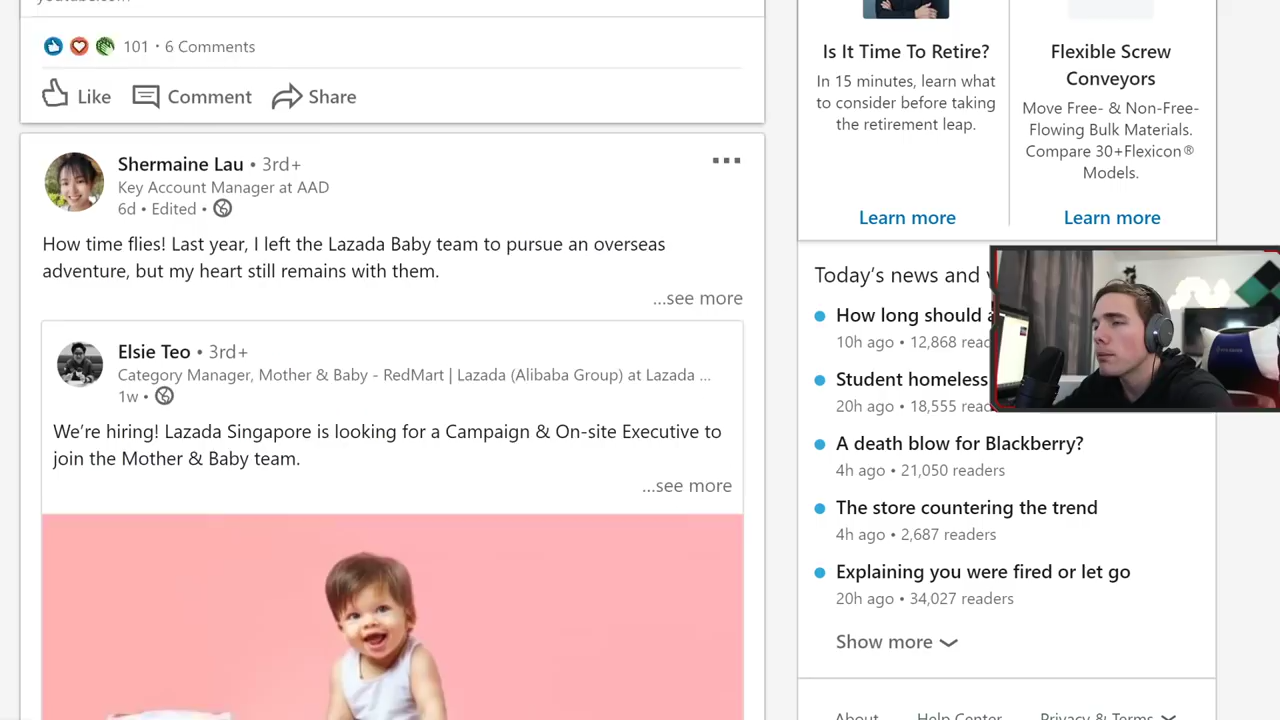 101 • 6 Comments
Like Comment Share
Shermaine Lau • 3rd+
Key Account Manager at AAD
6d • Edited •
How time flies! Last year, I left the Lazada Baby team to pursue an overseas
adventure, but my heart still remains with them.
...see more
Elsie Teo • 3rd+
Category Manager, Mother & Baby - RedMart | Lazada (Alibaba Group) at Lazada ...
1w •
We're hiring! Lazada Singapore is looking for a Campaign & On-site Executive to
join the Mother & Baby team.
...see more
Is It Time To Retire?
In 15 minutes, learn what
to consider before taking
the retirement leap.
Learn more
Flexible Screw
Conveyors
Move Free- & Non-Free-
Flowing Bulk Materials.
Compare 30+Flexicon®
Models.
Learn more
Today's news and
How long should
10h ago • 12,868
Student
20h ago • 18,555
A death blow for Blackberry?
4h ago • 21,050 readers
The store countering the trend
4h ago • 2,687 readers
Explaining you were fired or let go
20h ago • 34,027 readers
Show more
About Help Center Privacy & Terms